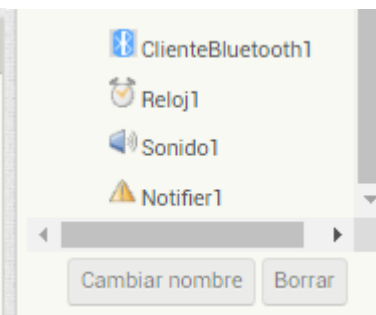 ClienteBluetooth1
Reloj1
Sonido1
Notifier1
Cambiar nombre Borrar